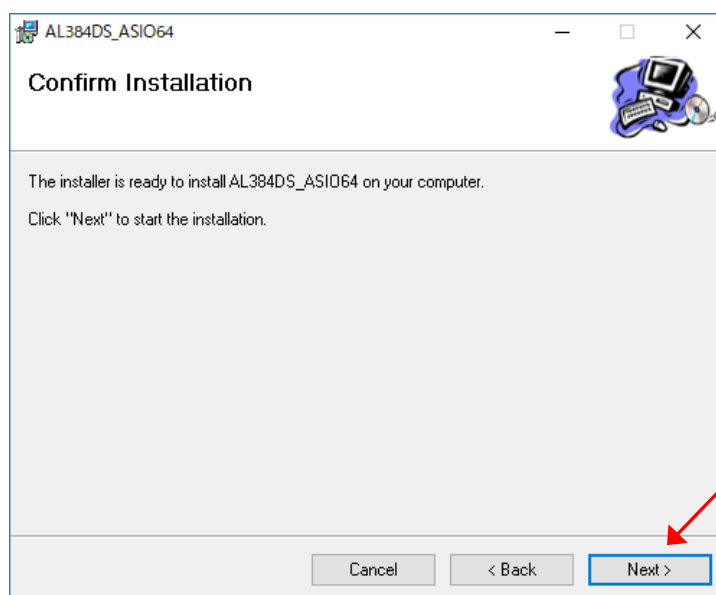 AL384DS_ASIO64
Confirm Installation
The installer is ready to install AL384DS_ASIO64 on your computer.
Click "Next" to start the installation.
Cancel
< Back
Next >